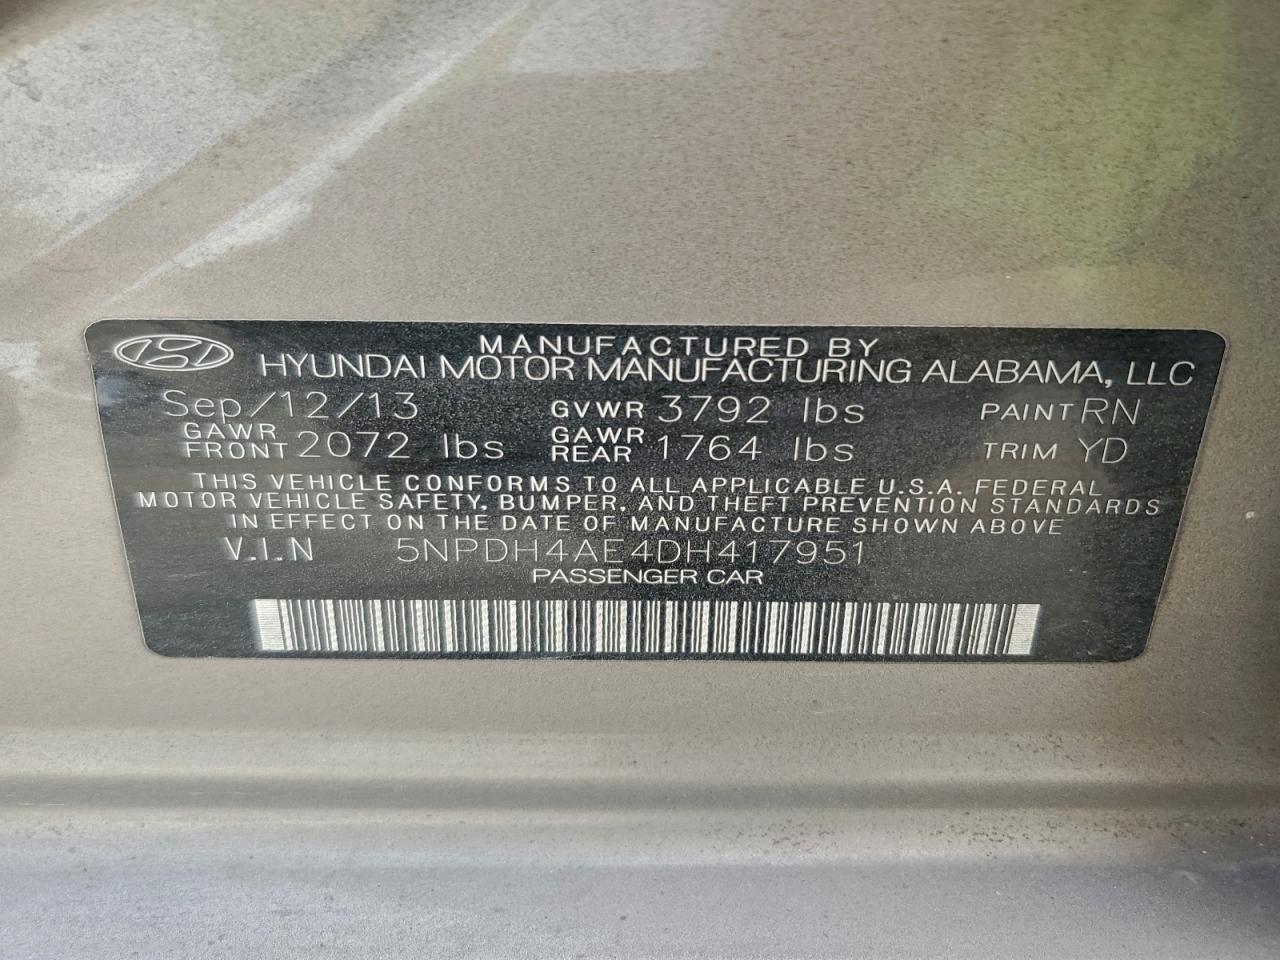 MANUFACTURED BY
HYUNDAI MOTOR MANUFACTURING ALABAMA, LLC
Sep/12/13 GVWR 3792 lbs PAINT RN
GAWR FRONT 2072 lbs GAWR REAR 1764 lbs TRIM YD
THIS VEHICLE CONFORMS TO ALL APPLICABLE U.S.A. FEDERAL
MOTOR VEHICLE SAFETY, BUMPER, AND THEFT PREVENTION STANDARDS
IN EFFECT ON THE DATE OF MANUFACTURE SHOWN ABOVE
V.I.N 5NPDH4AE4DH417951
PASSENGER CAR